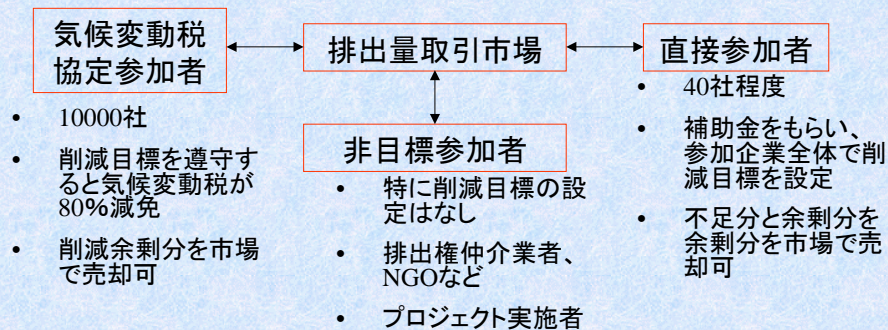 気候変動税
協定参加者
• 10000社
• 削減目標を遵守す
ると気候変動税が
80%減免
• 削減余剰分を市場
で売却可
排出量取引市場
非目標参加者
• 特に削減目標の設
定はなし
• 排出権仲介業者、
NGOなど
• プロジェクト実施者
直接参加者
• 40社程度
• 補助金をもらい、
参加企業全体で削
減目標を設定
• 不足分と余剰分を
余剰分を市場で売
却可